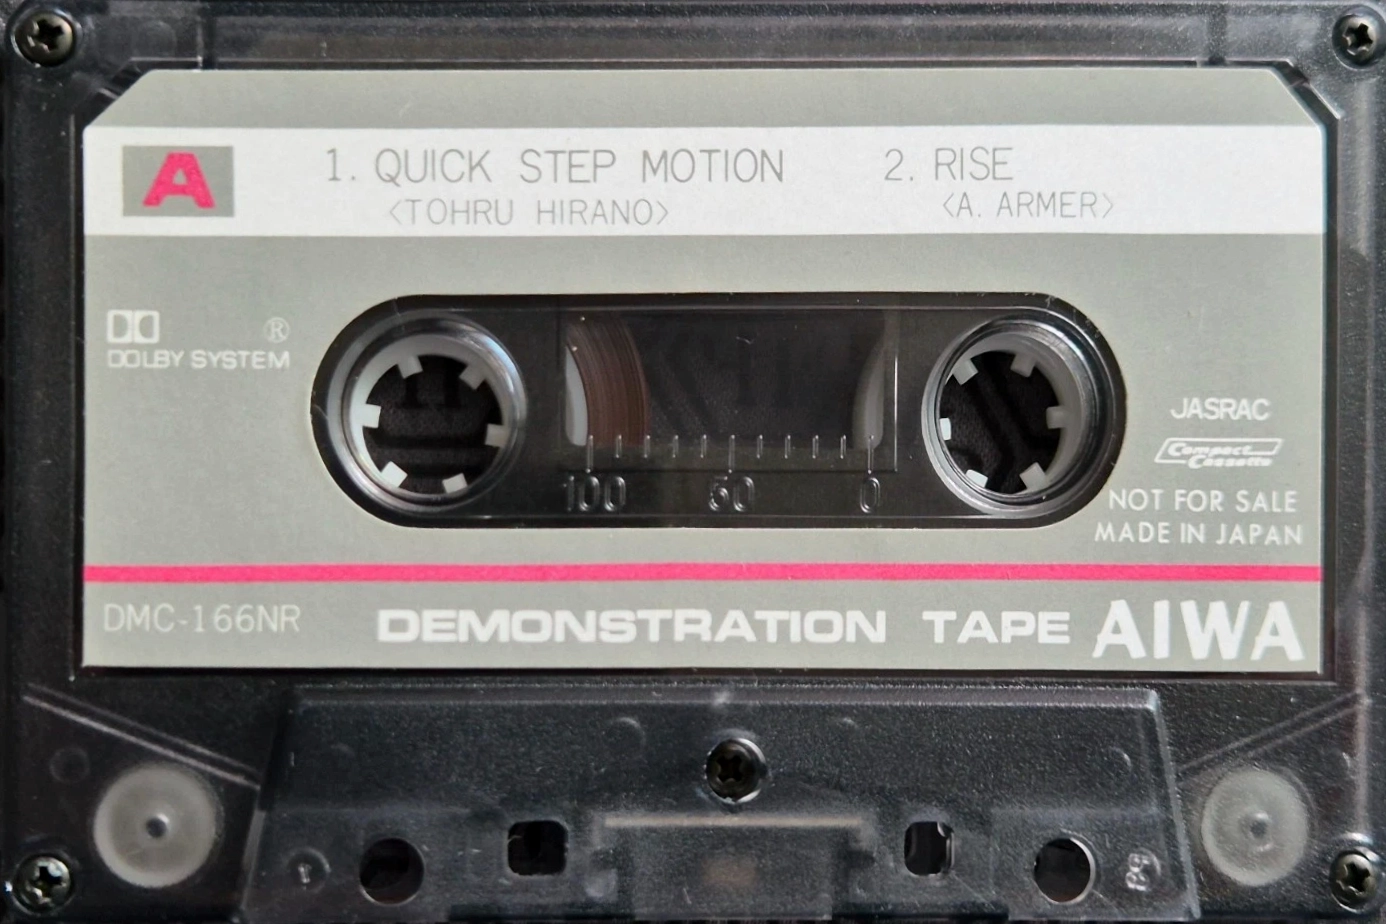 A
1. QUICK STEP MOTION 2. RISE
<TOHRU HIRANO> <A. ARMER>
®
DOLBY SYSTEM
JASRAC
Compact
Cassette
100 50 0
NOT FOR SALE
MADE IN JAPAN
DMC-166NR DEMONSTRATION TAPE AIWA